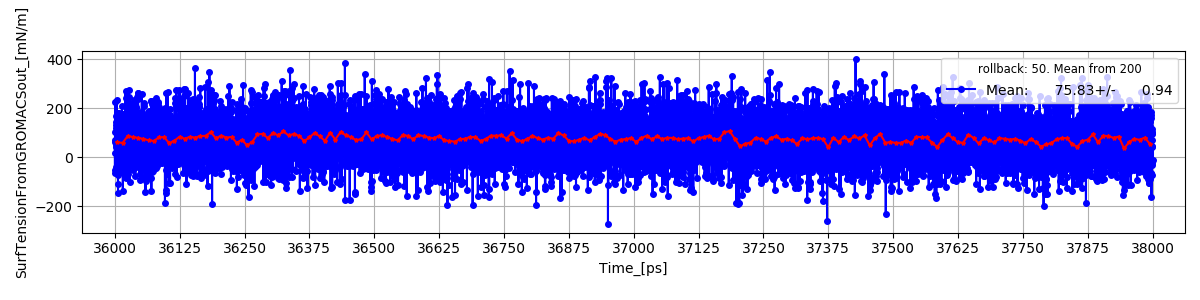 SurfTensionFromGROMACSout_[mN/m]
400
200
0
−200
rollback: 50. Mean from 200
Mean: 75.83+/- 0.94
36000 36125 36250 36375 36500 36625 36750 36875 37000 37125 37250 37375 37500 37625 37750 37875 38000
Time_[ps]